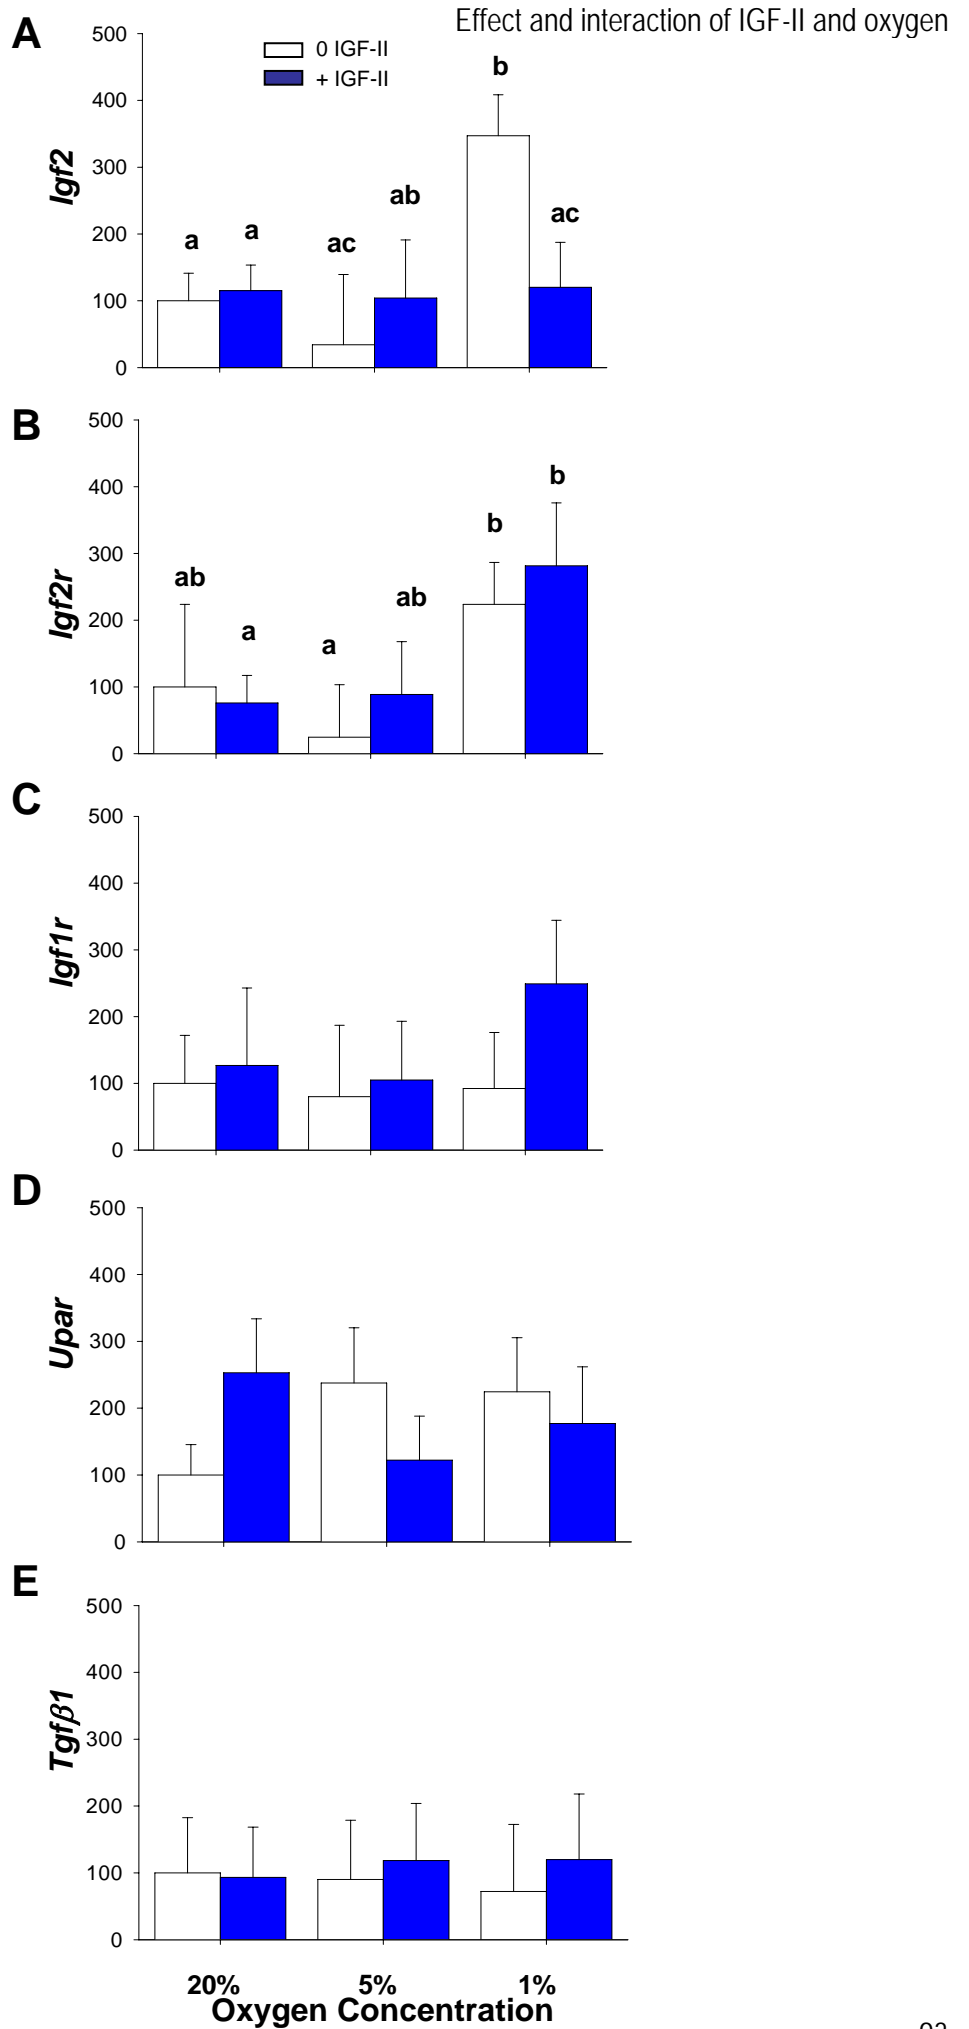 Effect and interaction of IGF-II and oxygen
A
500
400
300
200
100
0
Igf2
0 IGF-II
+ IGF-II
a
a
ac
ab
b
ac
B
500
400
300
200
100
0
Igf2r
ab
a
a
ab
b
b
C
500
400
300
200
100
0
Igf1r
D
500
400
300
200
100
0
Upar
E
500
400
300
200
100
0
Tgfβ1
20% 5% 1%
Oxygen Concentration